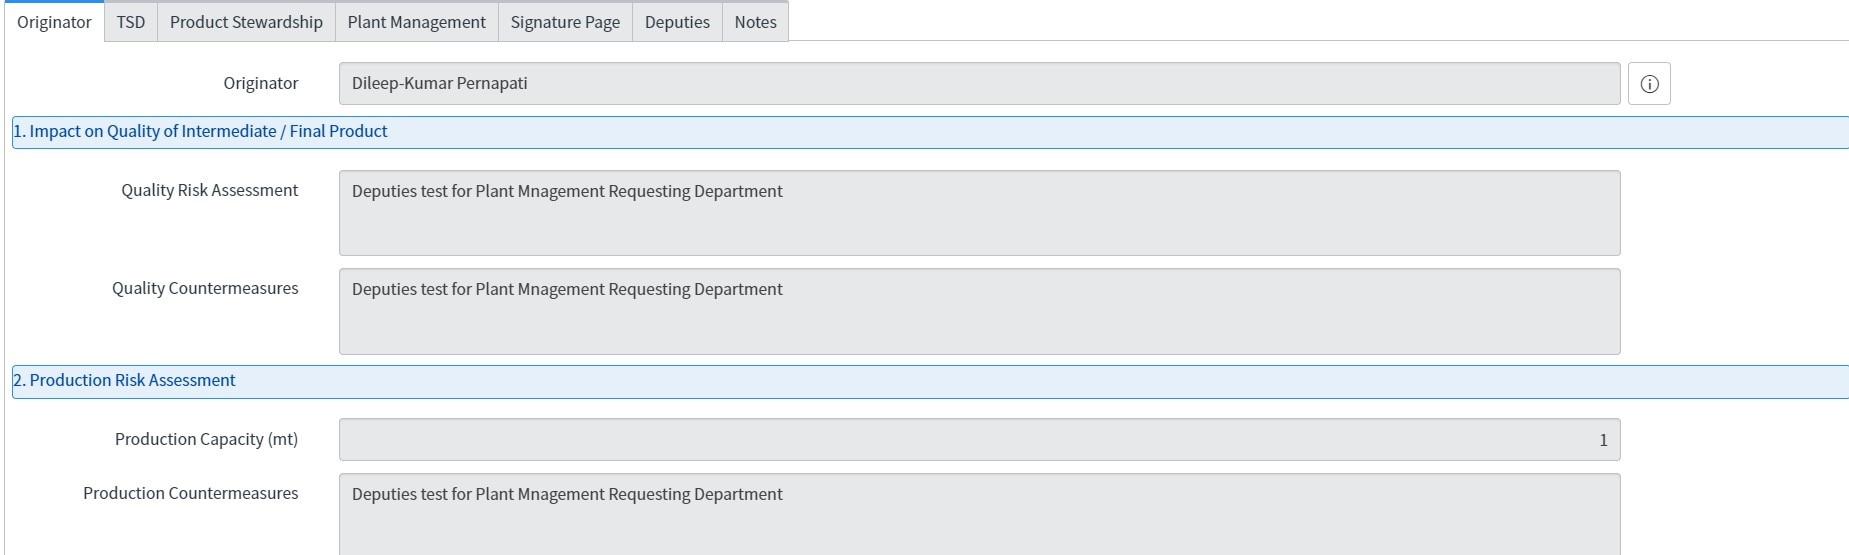 Originator TSD Product Stewardship Plant Management Signature Page Deputies Notes
Originator Dileep-Kumar Pernapati
1. Impact on Quality of Intermediate / Final Product
Quality Risk Assessment Deputies test for Plant Mnagement Requesting Department
Quality Countermeasures Deputies test for Plant Mnagement Requesting Department
2. Production Risk Assessment
Production Capacity (mt) 1
Production Countermeasures Deputies test for Plant Mnagement Requesting Department